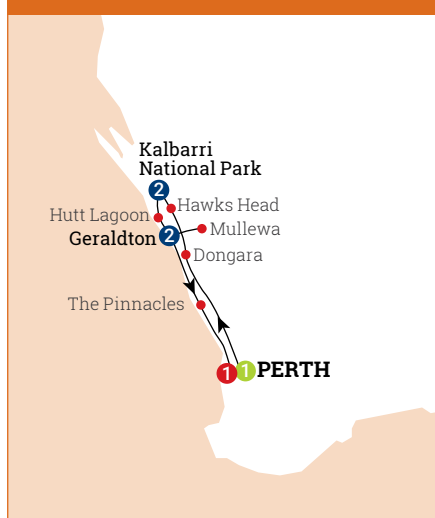 Kalbarri
National Park
2
Hawks Head
Hutt Lagoon
Mullewa
Geraldton 2
Dongara
The Pinnacles
1 1 PERTH